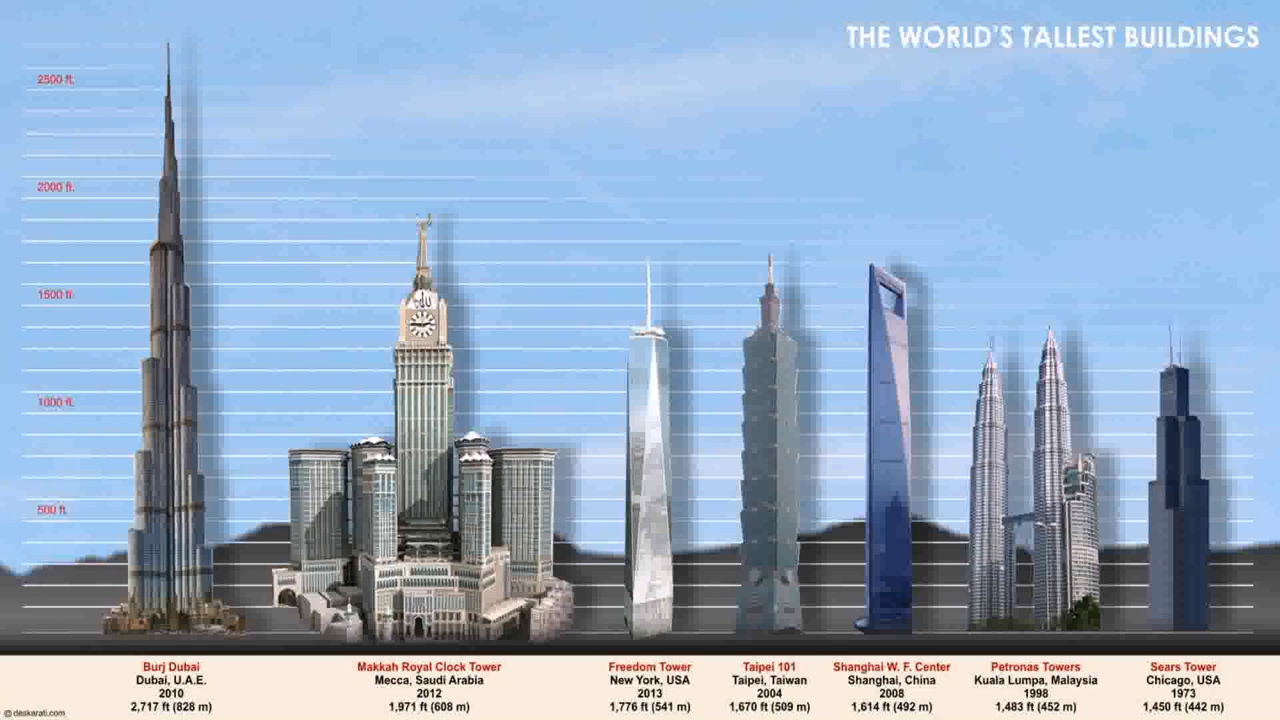 THE WORLD'S TALLEST BUILDINGS
2500 ft.
2000 ft.
1500 ft.
1000 ft.
500 ft.
Burj Dubai
Dubai, U.A.E.
2010
2,717 ft (828 m)
Makkah Royal Clock Tower
Mecca, Saudi Arabia
2012
1,971 ft (608 m)
Freedom Tower
New York, USA
2013
1,776 ft (541 m)
Taipei 101
Taipei, Taiwan
2004
1,670 ft (509 m)
Shanghai W. F. Center
Shanghai, China
2008
1,614 ft (492 m)
Petronas Towers
Kuala Lumpa, Malaysia
1998
1,483 ft (452 m)
Sears Tower
Chicago, USA
1973
1,450 ft (442 m)
© deskarati.com